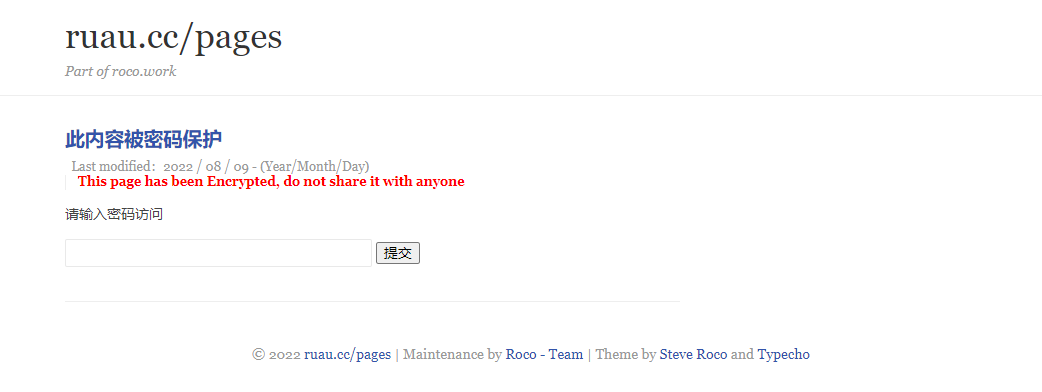 ruau.cc/pages
Part of roco.work
此内容被密码保护
Last modified：2022 / 08 / 09 - (Year/Month/Day)
This page has been Encrypted, do not share it with anyone
请输入密码访问
提交
© 2022 ruau.cc/pages | Maintenance by Roco - Team | Theme by Steve Roco and Typecho